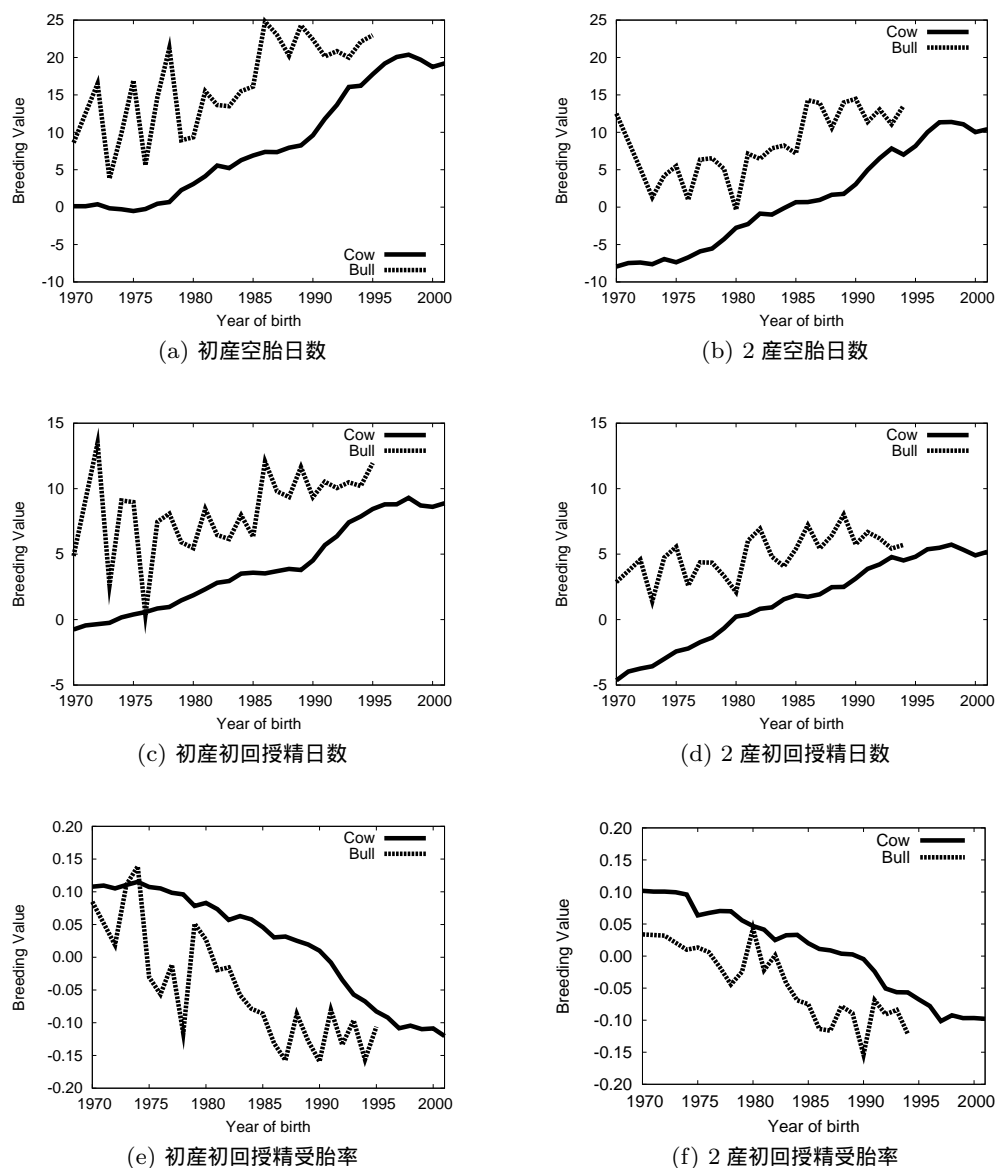 25
20
15
10
5
0
-5
-10
Breeding Value
Cow
Bull
1970 1975 1980 1985 1990 1995 2000
Year of birth
(a) 初産空胎日数
25
20
15
10
5
0
-5
-10
Breeding Value
Cow
Bull
1970 1975 1980 1985 1990 1995 2000
Year of birth
(b) 2 産空胎日数
15
10
5
0
-5
Breeding Value
Cow
Bull
1970 1975 1980 1985 1990 1995 2000
Year of birth
(c) 初産初回授精日数
15
10
5
0
-5
Breeding Value
Cow
Bull
1970 1975 1980 1985 1990 1995 2000
Year of birth
(d) 2 産初回授精日数
0.20
0.15
0.10
0.05
0.00
-0.05
-0.10
-0.15
-0.20
Breeding Value
Cow
Bull
1970 1975 1980 1985 1990 1995 2000
Year of birth
(e) 初産初回授精受胎率
0.20
0.15
0.10
0.05
0.00
-0.05
-0.10
-0.15
-0.20
Breeding Value
Cow
Bull
1970 1975 1980 1985 1990 1995 2000
Year of birth
(f) 2 産初回授精受胎率